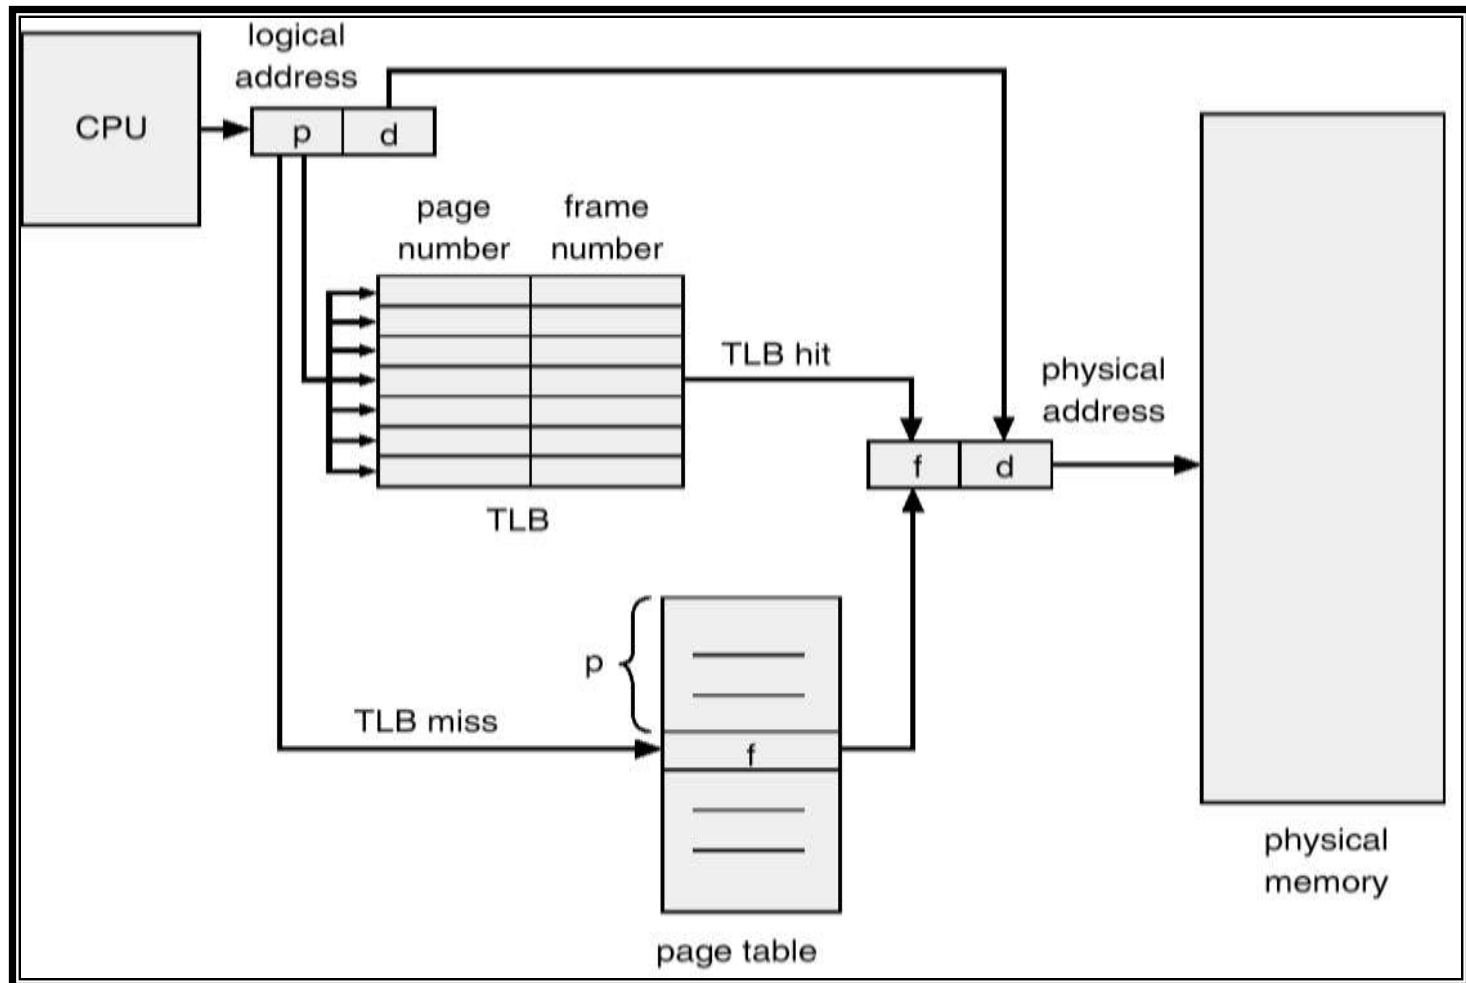 logical
address
CPU
p
d
page
number
frame
number
TLB hit
physical
address
f
d
TLB
p
TLB miss
f
physical
memory
page table